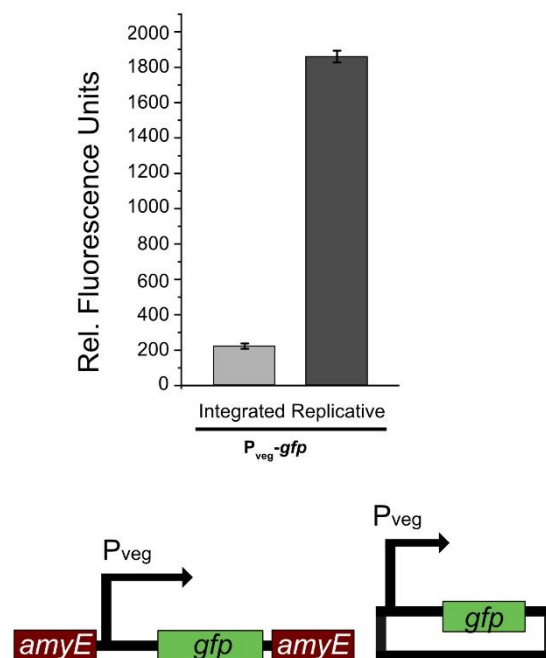 Rel. Fluorescence Units
2000
1800
1600
1400
1200
1000
800
600
400
200
0
Integrated Replicative
Pveg-gfp
Pveg
amyE gfp amyE
Pveg
gfp